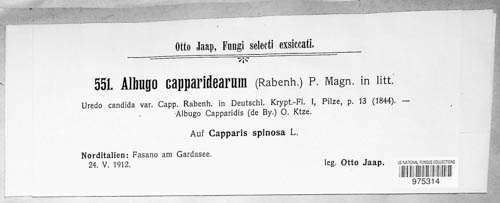 Otto Jaap, Fungi selecti exsiccati.
551. Albugo capparidearum (Rabenh.) P. Magn. in litt.
Uredo candida var. Capp. Rabenh. in Deutschl. Krypt.-Fl. I, Pilze, p. 13 (1844). —
Albugo Capparidis (de By.) O. Ktze.
Auf Capparis spinosa L.
Norditalien: Fasano am Gardasee.
24. V. 1912.
leg. Otto Jaap.
US NATIONAL FUNGUS COLLECTIONS
975314